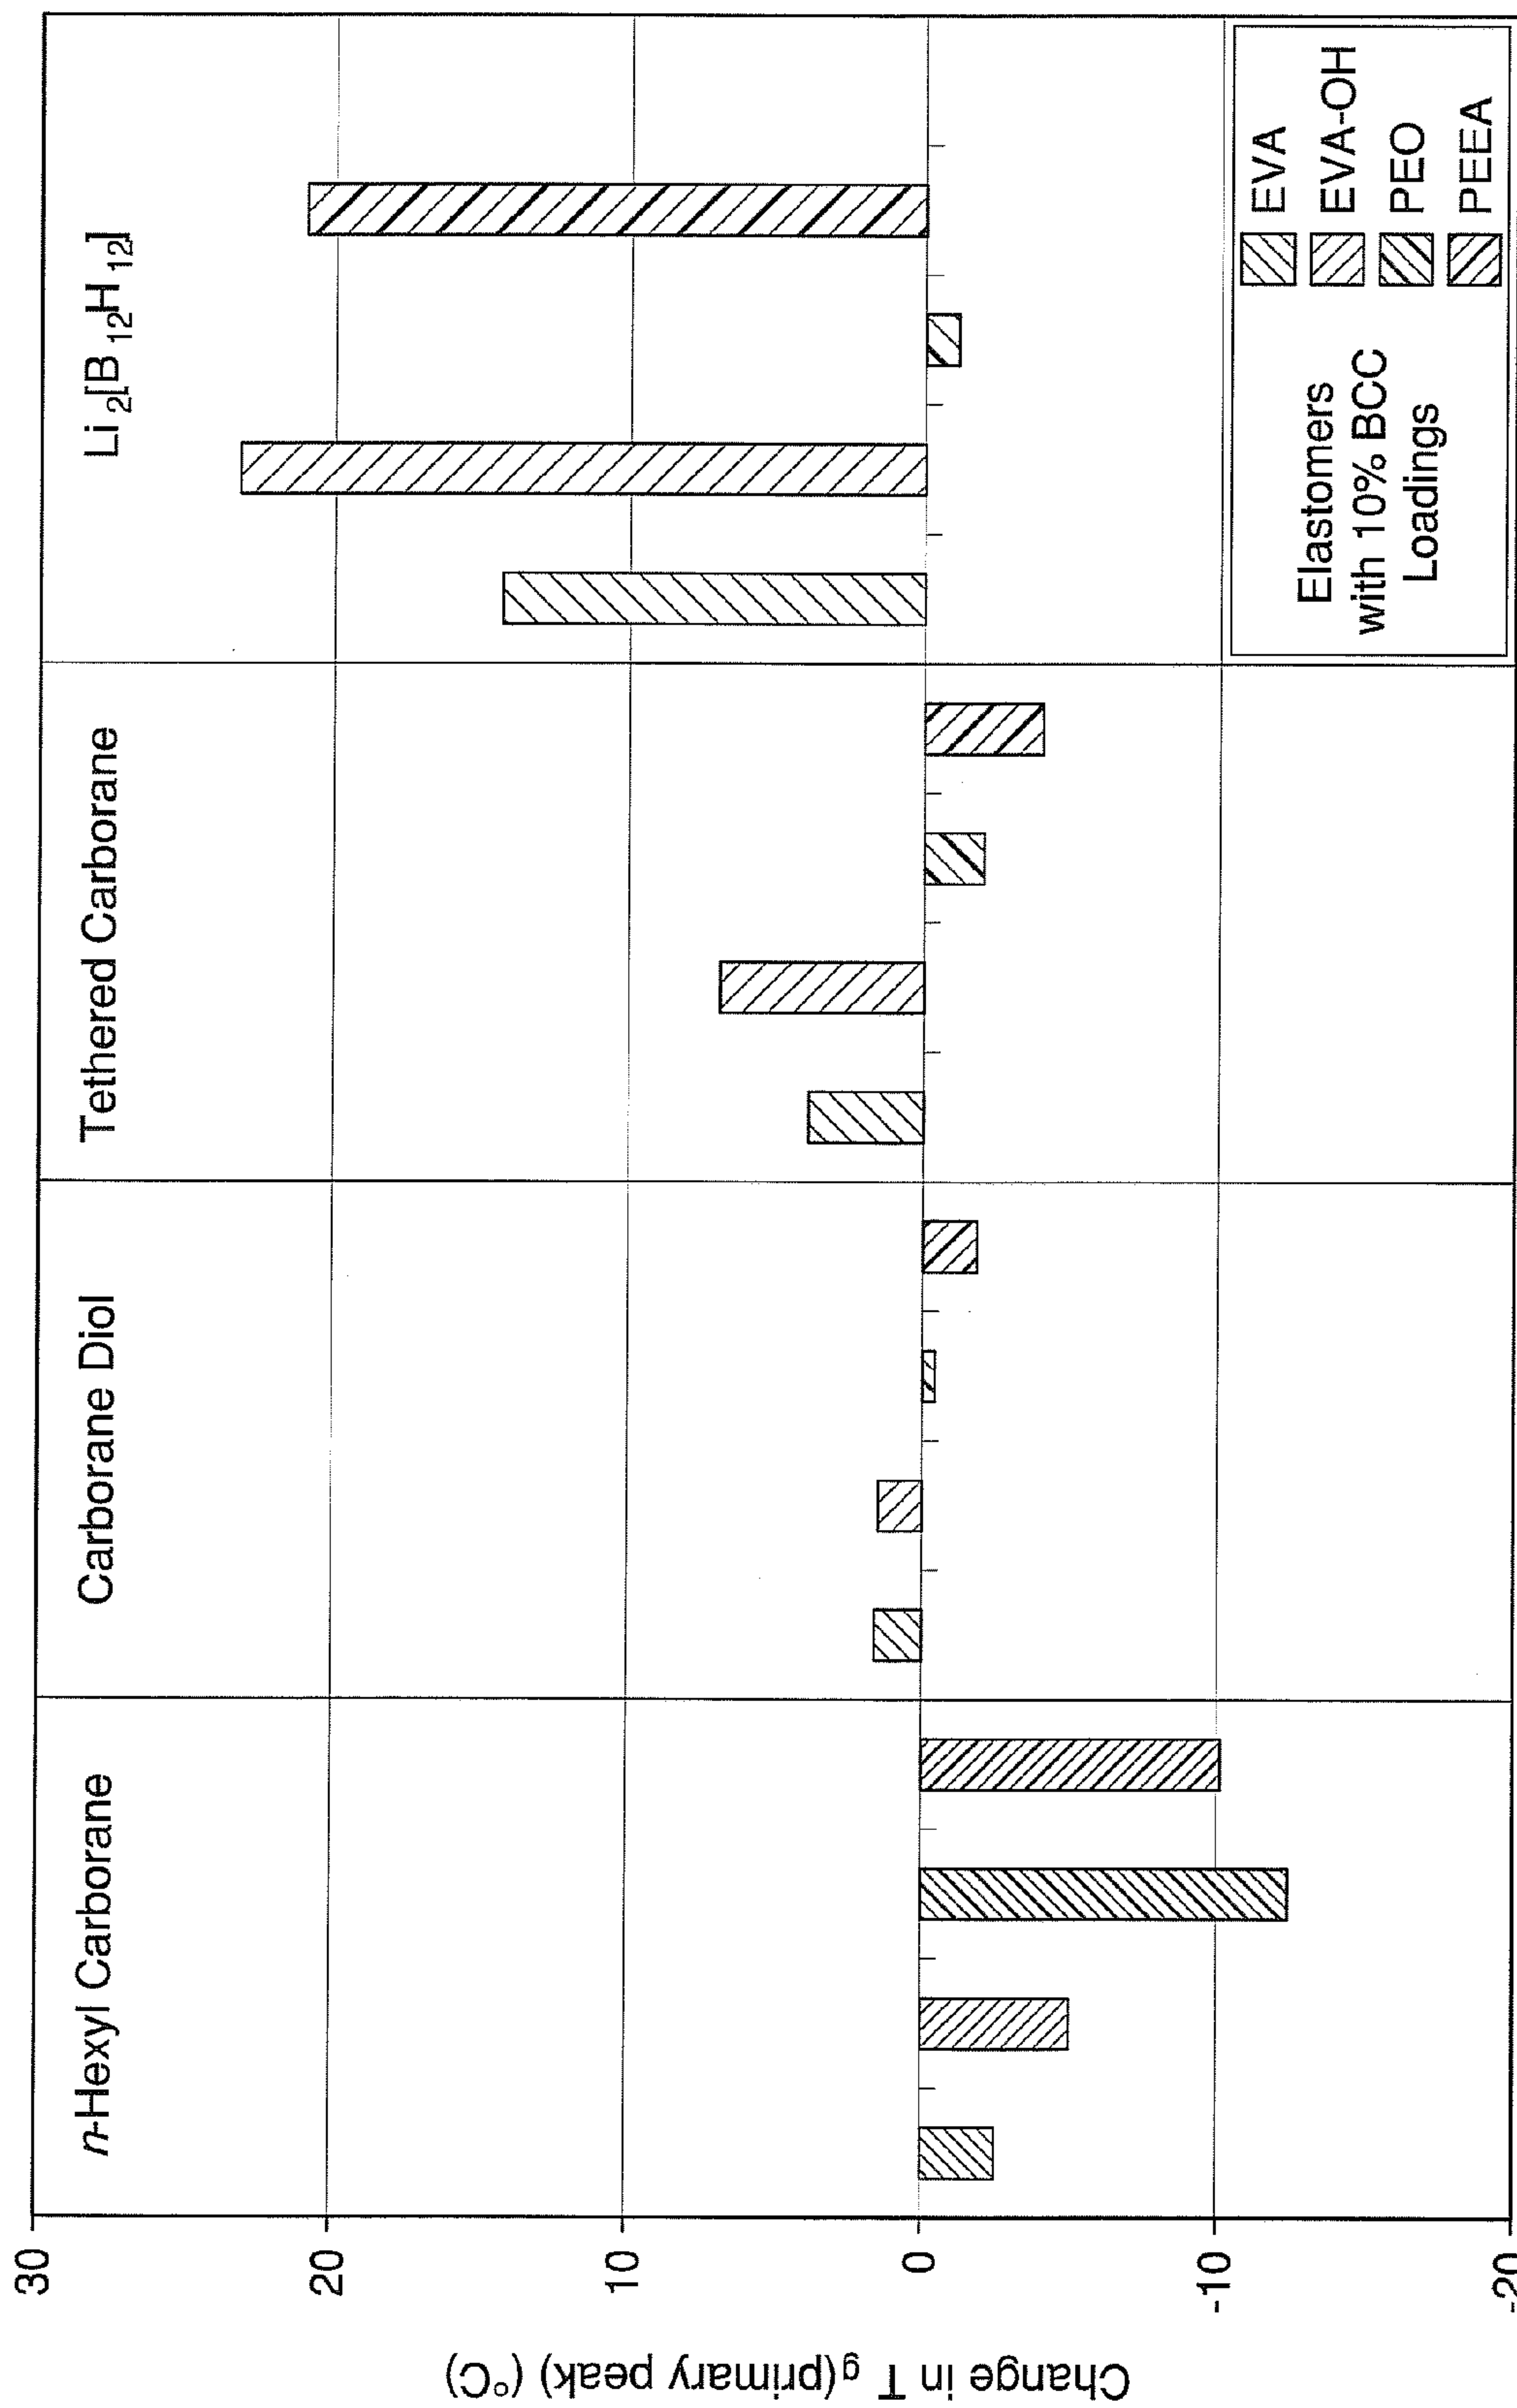 Change in Tg (primary peak) (°C)
30
20
10
0
-10
-20
n-Hexyl Carborane
Carborane Diol
Tethered Carborane
Li2[B12H12]
Elastomers
with 10% BCC
Loadings
EVA
EVA-OH
PEO
PEEA